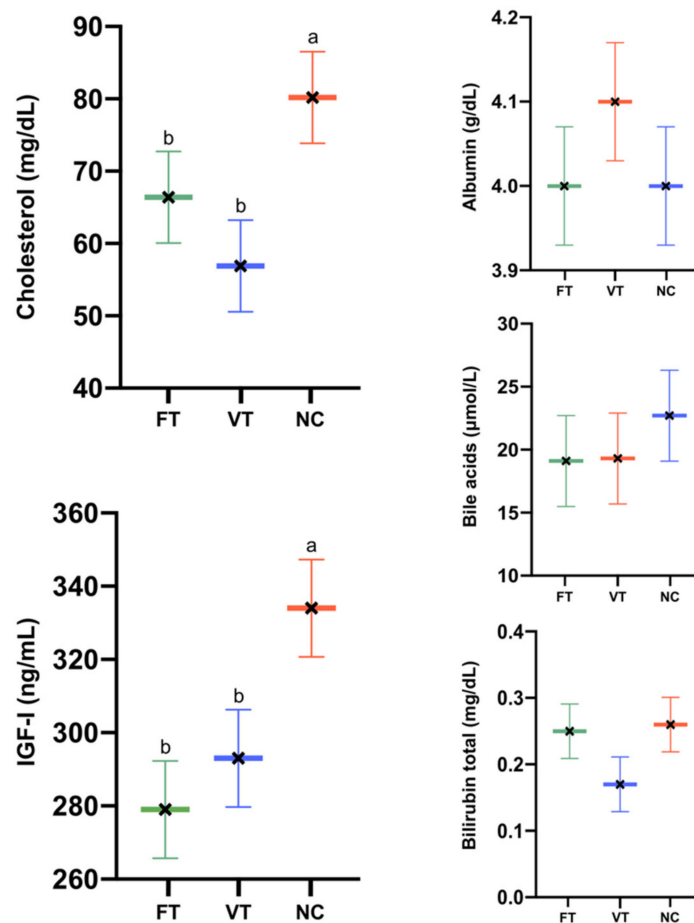 Cholesterol (mg/dL)
90
80
70
60
50
40
b
b
a
FT VT NC
Albumin (g/dL)
4.2
4.1
4.0
3.9
FT VT NC
Bile acids (μmol/L)
30
25
20
15
10
FT VT NC
IGF-I (ng/mL)
360
340
320
300
280
260
b
b
a
FT VT NC
Bilirubin total (mg/dL)
0.4
0.3
0.2
0.1
0.0
FT VT NC